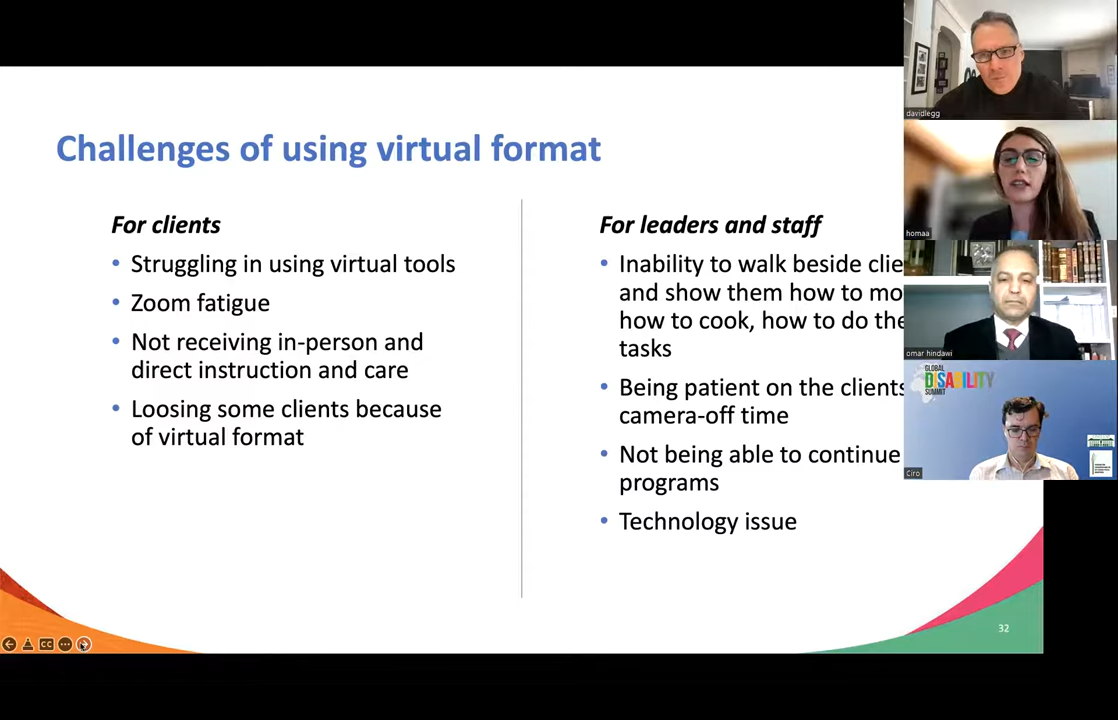 Challenges of using virtual format
For clients
• Struggling in using virtual tools
• Zoom fatigue
• Not receiving in-person and
direct instruction and care
• Loosing some clients because
of virtual format
For leaders and staff
• Inability to walk beside clie
and show them how to mo
how to cook, how to do the
tasks
• Being patient on the clients
camera-off time
• Not being able to continue
programs
• Technology issue
32
CC
davidlegg
homaa
omar hindawi
GLOBAL
DISABILITY
SUMMIT
Ciro